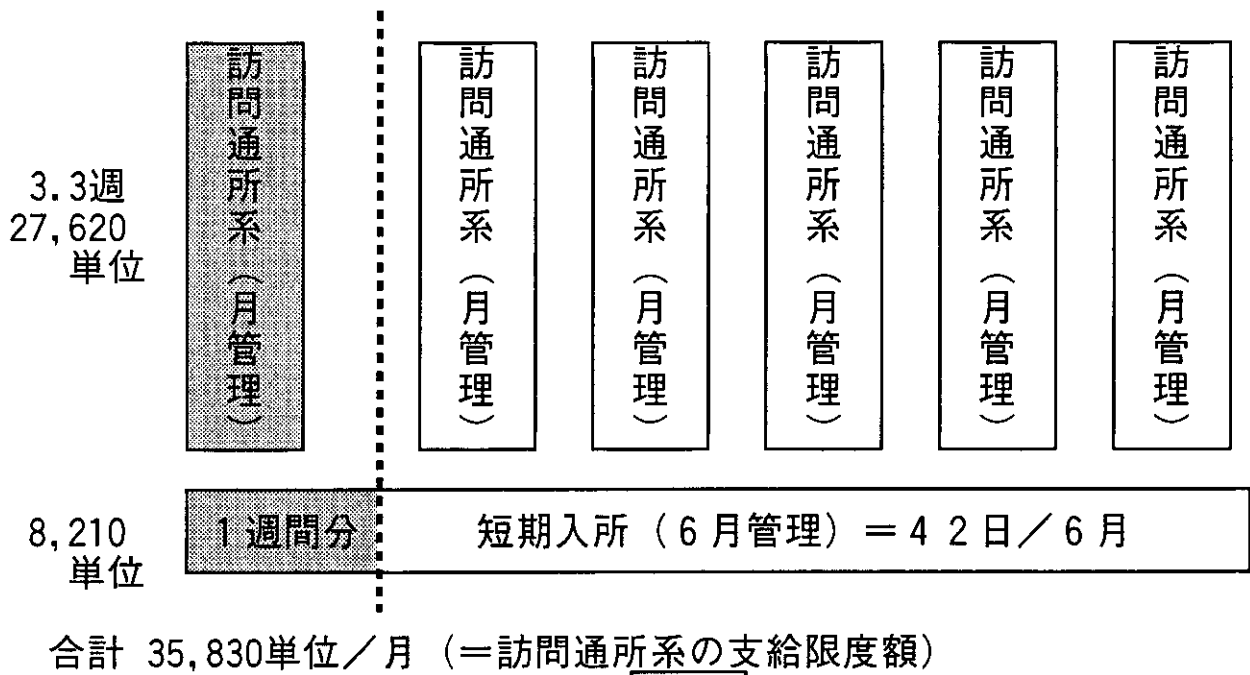 訪問通所系（月管理）
訪問通所系（月管理）
訪問通所系（月管理）
訪問通所系（月管理）
訪問通所系（月管理）
訪問通所系（月管理）
3.3週
27,620
単位
8,210
単位
1週間分
短期入所（6月管理）＝42日／6月
合計 35,830単位／月（＝訪問通所系の支給限度額）